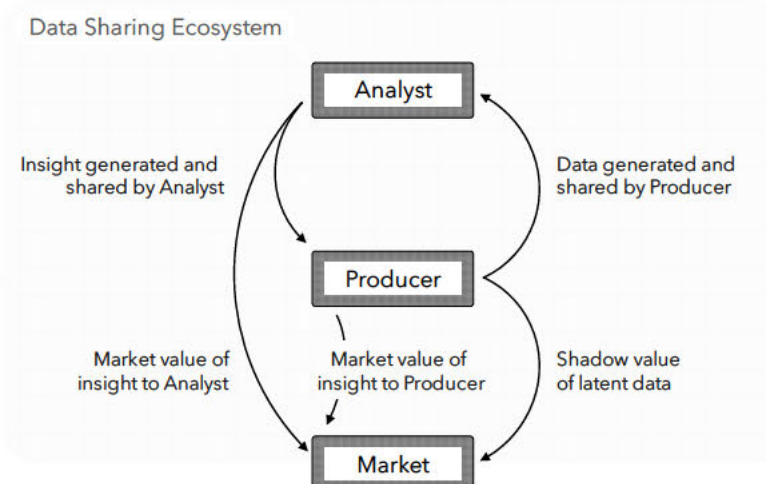 Data Sharing Ecosystem
Analyst
Insight generated and
shared by Analyst
Data generated and
shared by Producer
Producer
Market value of
insight to Analyst
Market value of
insight to Producer
Shadow value
of latent data
Market